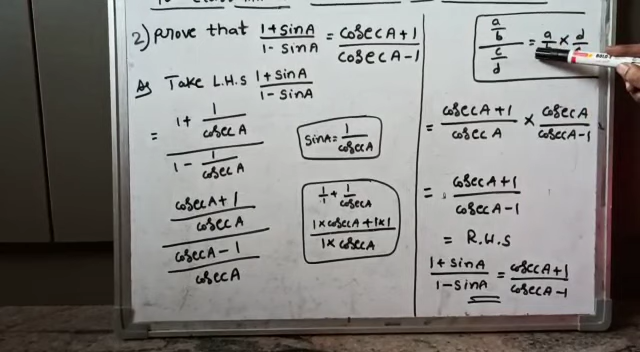 2) Prove that (1+sinA)/(1-sinA) = (cosecA+1)/(cosecA-1)
As Take L.H.S (1+sinA)/(1-sinA)
= (1+1/cosecA)/(1-1/cosecA)
sinA = 1/cosecA
((cosecA+1)/cosecA)/((cosecA-1)/cosecA)
1/1 + 1/cosecA
(1×cosecA+1×1)/(1×cosecA)
(a/b)/(c/d) = a/b × d/
= (cosecA+1)/cosecA × cosecA/(cosecA-1)
= (cosecA+1)/(cosecA-1)
= R.H.S
(1+sinA)/(1-sinA) = (cosecA+1)/(cosecA-1)